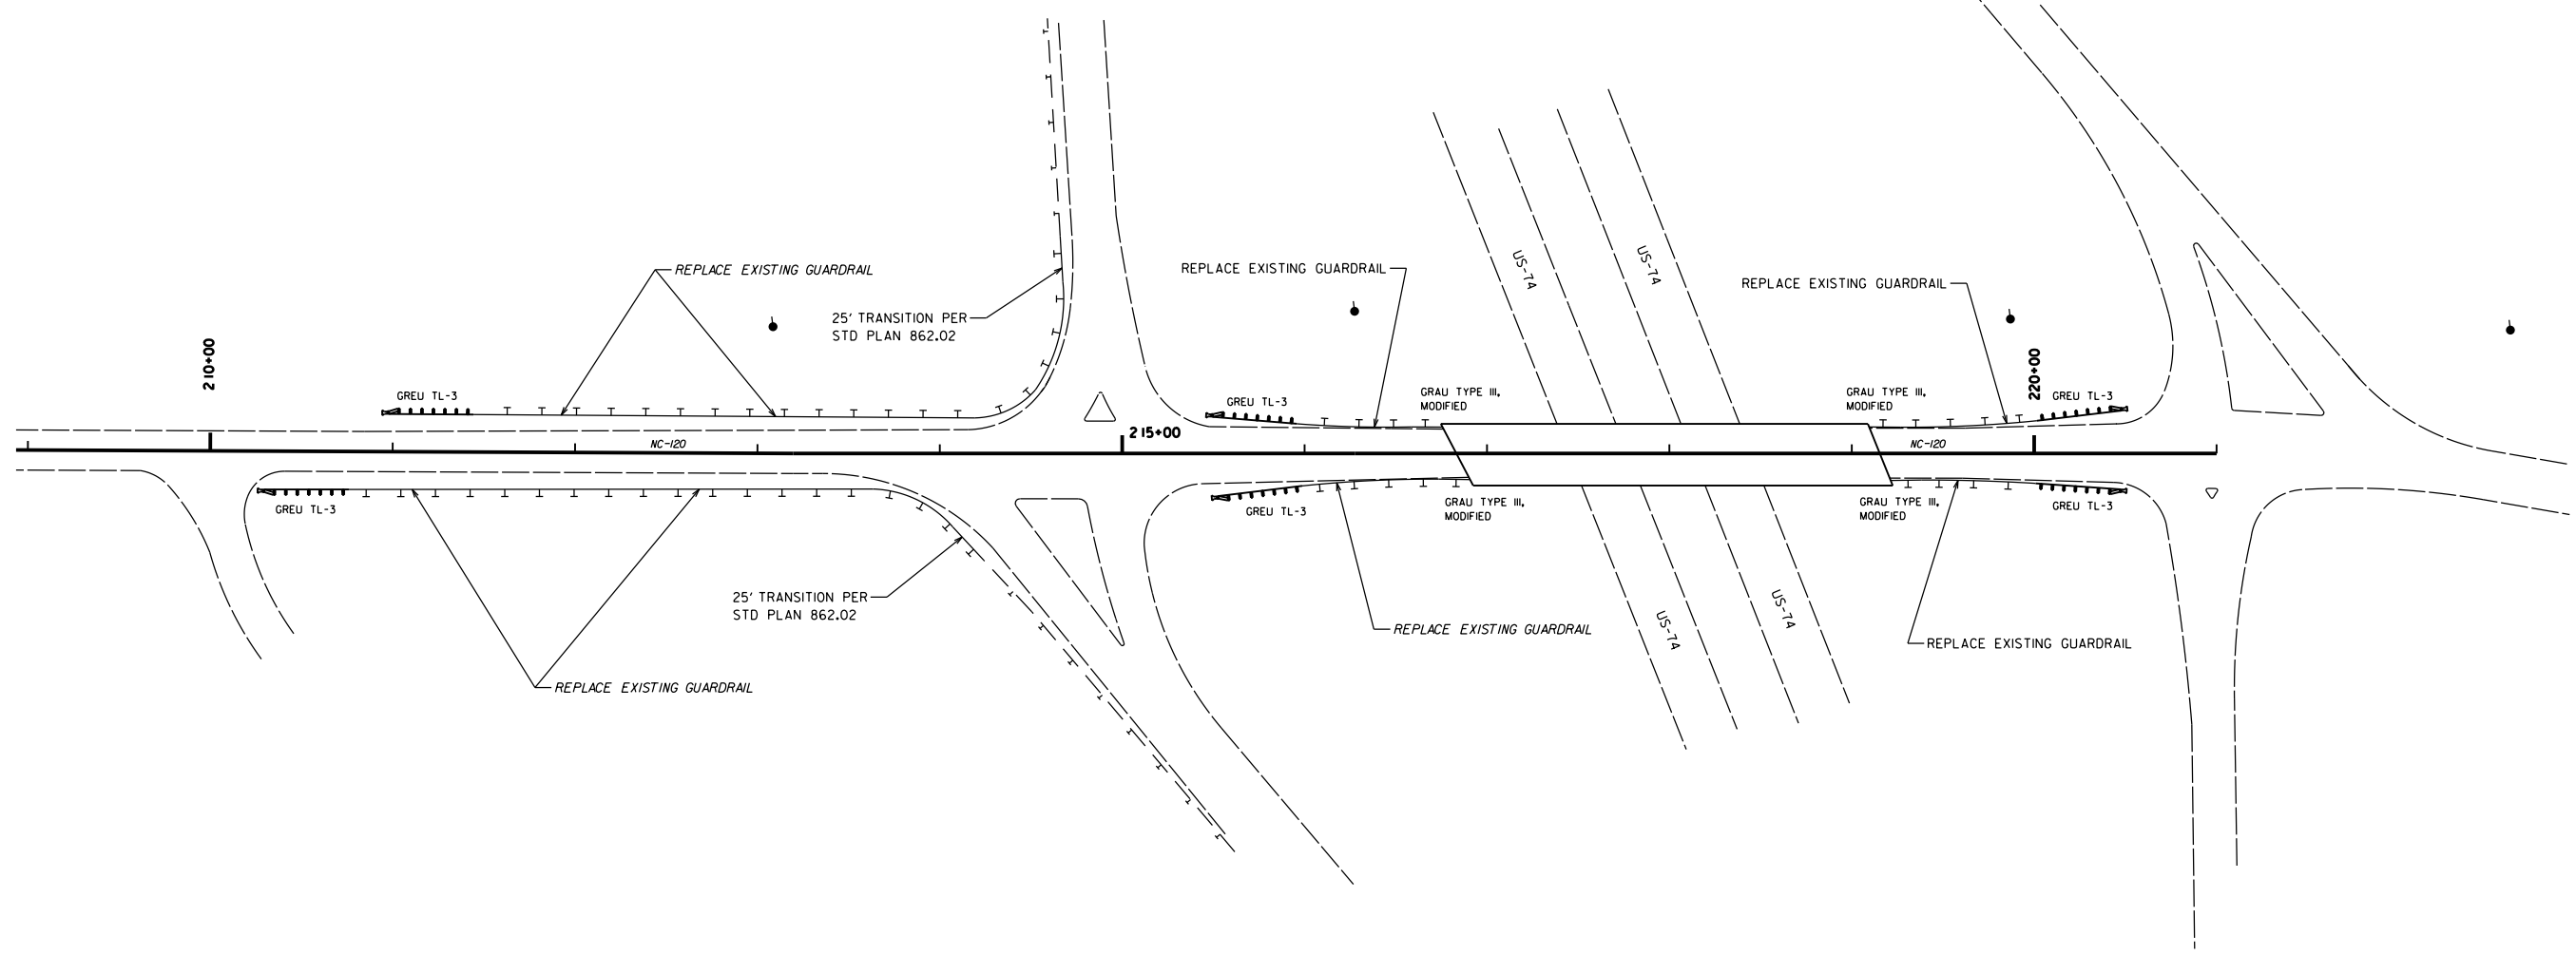 US-74
US-74
REPLACE EXISTING GUARDRAIL
REPLACE EXISTING GUARDRAIL
REPLACE EXISTING GUARDRAIL
25' TRANSITION PER
STD PLAN 862.02
210+00
220+00
GREU TL-3
GREU TL-3
GRAU TYPE III,
MODIFIED
GRAU TYPE III,
MODIFIED
GREU TL-3
215+00
NC-120
NC-120
GREU TL-3
GREU TL-3
GRAU TYPE III,
MODIFIED
GRAU TYPE III,
MODIFIED
GREU TL-3
25' TRANSITION PER
STD PLAN 862.02
US-74
US-74
REPLACE EXISTING GUARDRAIL
REPLACE EXISTING GUARDRAIL
REPLACE EXISTING GUARDRAIL